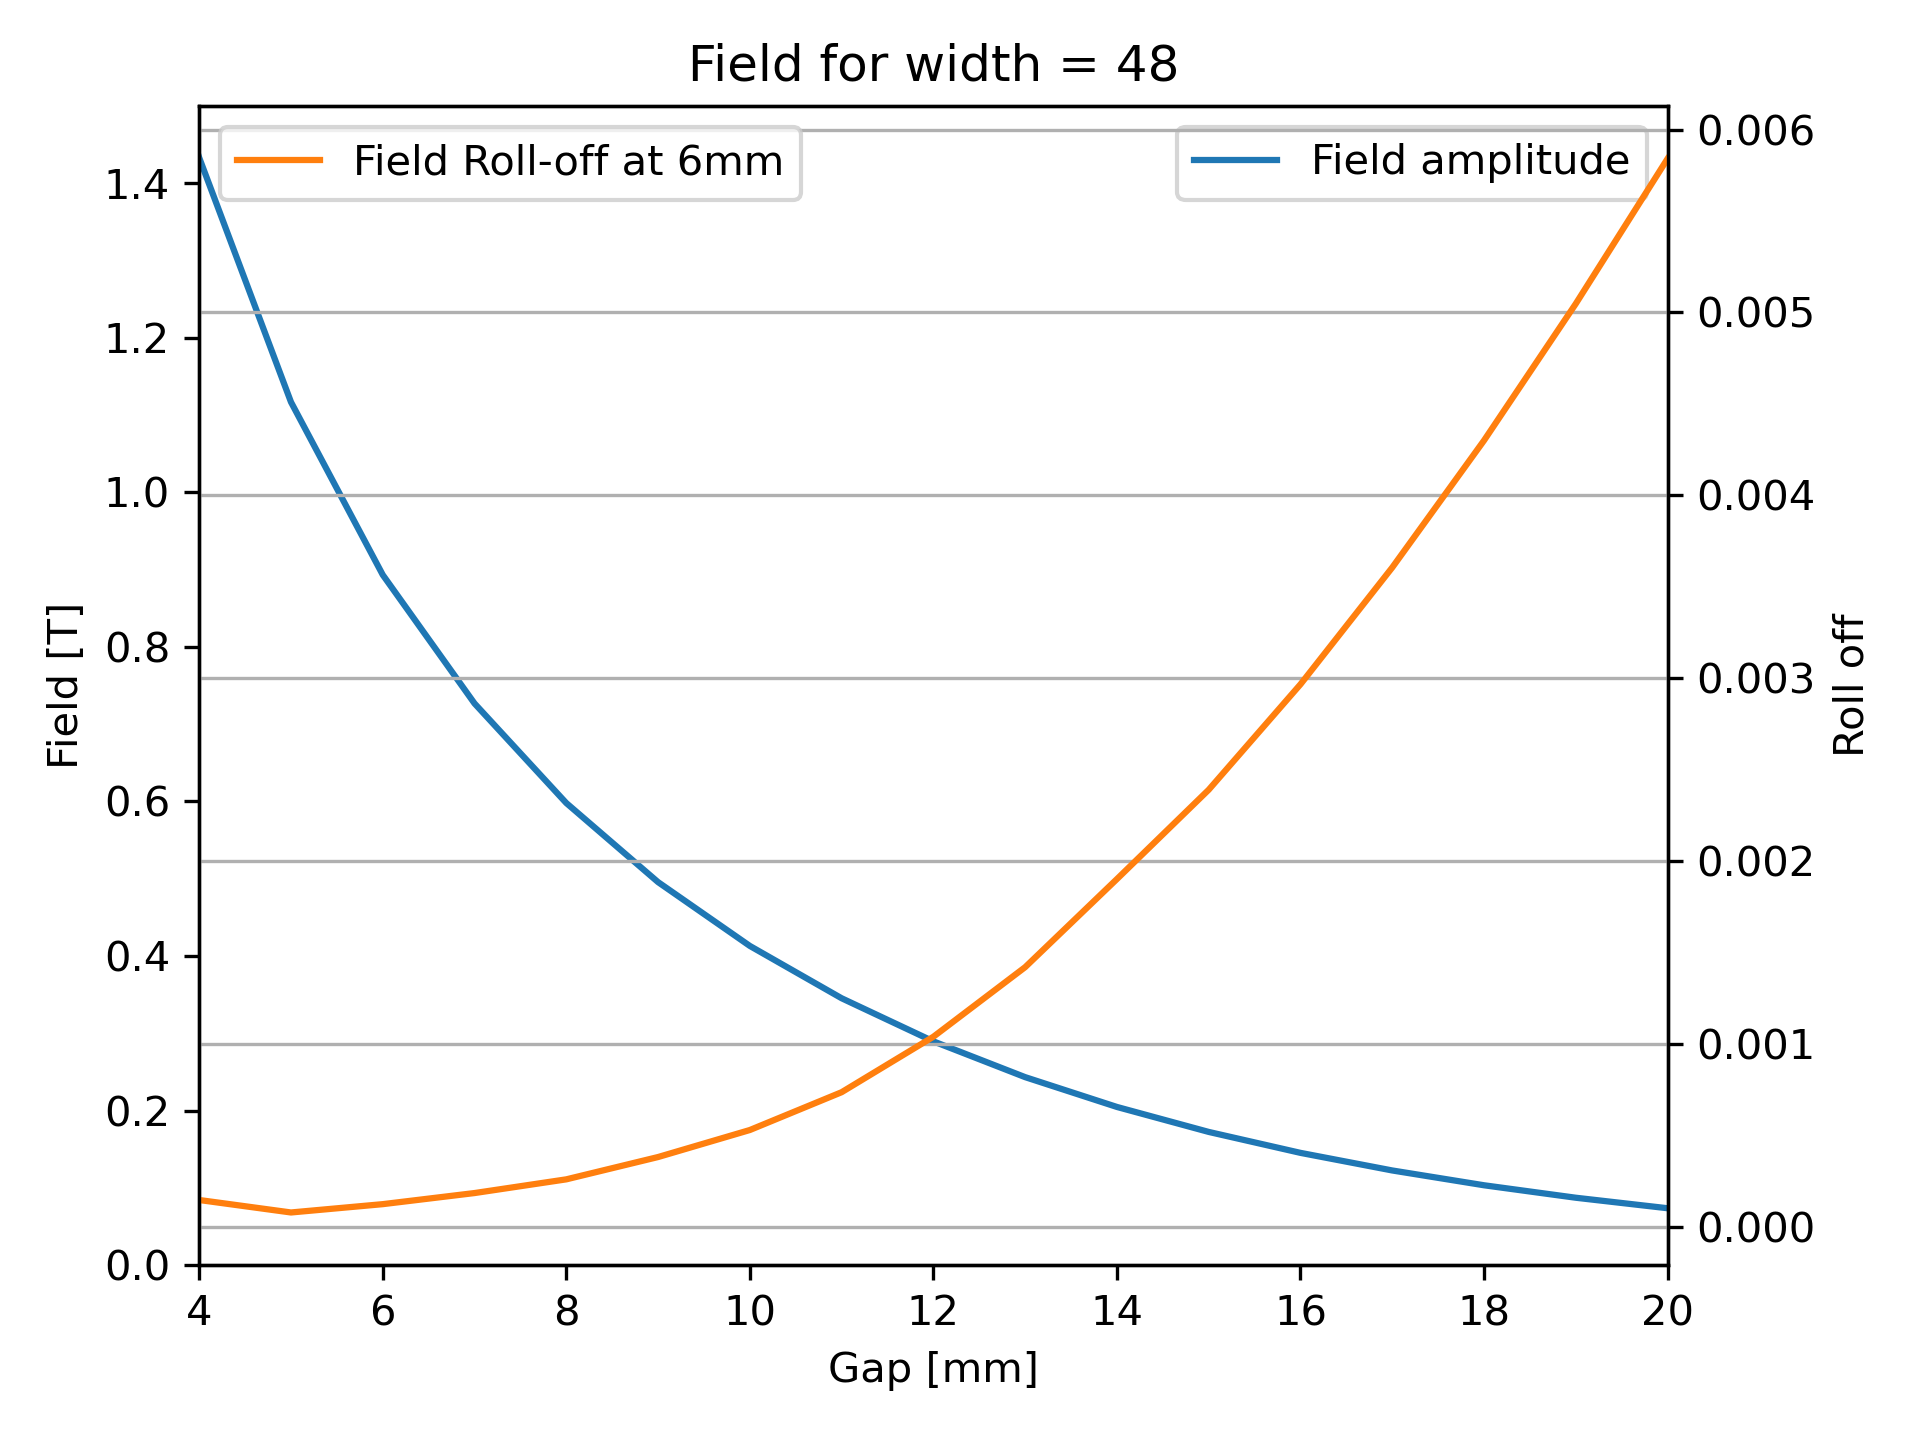 Field for width = 48
Field Roll-off at 6mm
Field amplitude
Field [T]
1.4
1.2
1.0
0.8
0.6
0.4
0.2
0.0
0.006
0.005
0.004
0.003
0.002
0.001
0.000
Roll off
4 6 8 10 12 14 16 18 20
Gap [mm]